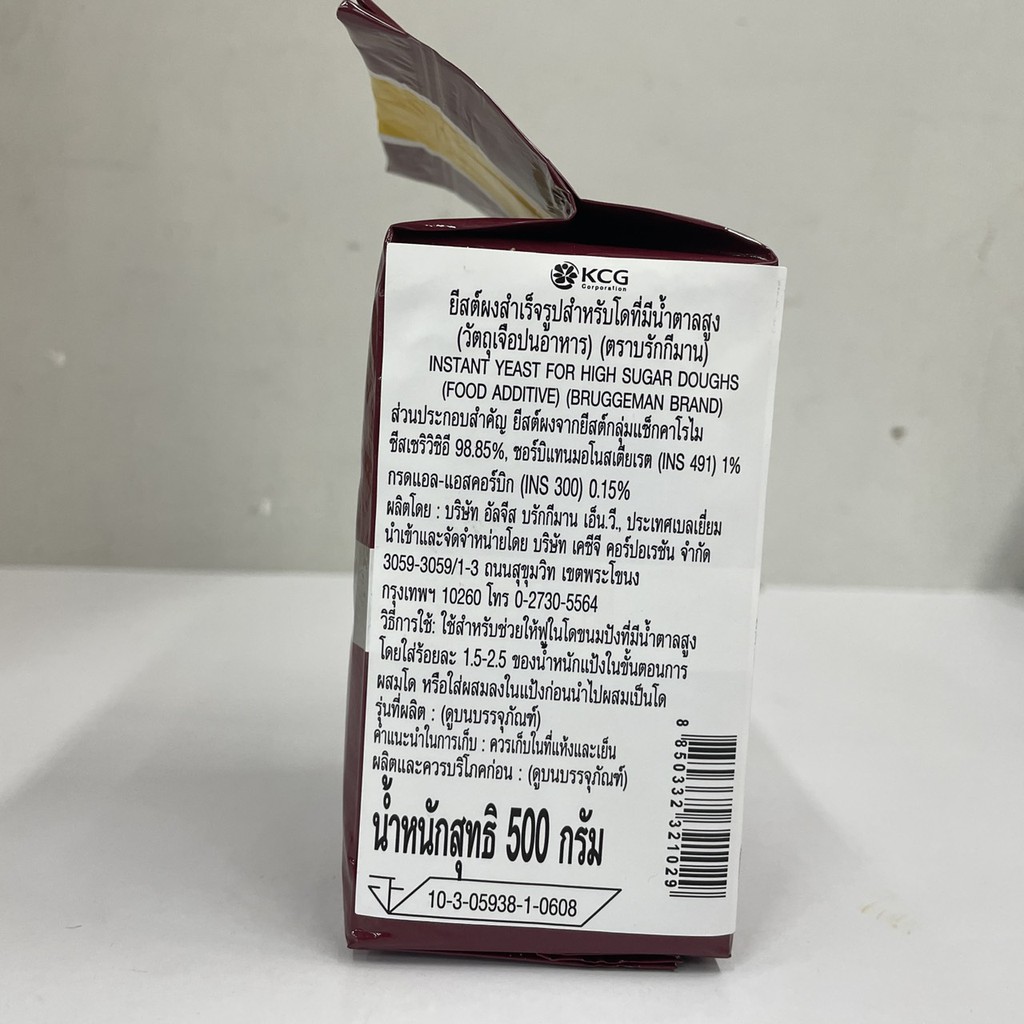 KCG
Corporation
ยีสต์ผงสำเร็จรูปสำหรับโดที่มีน้ำตาลสูง
(วัตถุเจือปนอาหาร) (ตราบรักกีมาน)
INSTANT YEAST FOR HIGH SUGAR DOUGHS
(FOOD ADDITIVE) (BRUGGEMAN BRAND)
ส่วนประกอบสำคัญ ยีสต์ผงจากยีสต์กลุ่มแซ็กคาโรไม
ซีสเซริวิซิอี 98.85%, ซอร์บิแทนมอโนสเตียเรต (INS 491) 1%
กรดแอล-แอสคอร์บิก (INS 300) 0.15%
ผลิตโดย : บริษัท อัลจีส บรักกีมาน เอ็น.วี. ประเทศเบลเยี่ยม
นำเข้าและจัดจำหน่ายโดย บริษัท เคซีจี คอร์ปอเรชัน จำกัด
3059-3059/1-3 ถนนสุขุมวิท เขตพระโขนง
กรุงเทพฯ 10260 โทร 0-2730-5564
วิธีการใช้: ใช้สำหรับช่วยให้ฟูในโดขนมปังที่มีน้ำตาลสูง
โดยใส่ร้อยละ 1.5-2.5 ของน้ำหนักแป้งในขั้นตอนการ
ผสมโด หรือใส่ผสมลงในแป้งก่อนนำไปผสมเป็นโด
รุ่นที่ผลิต : (ดูบนบรรจุภัณฑ์)
คำแนะนำในการเก็บ : ควรเก็บในที่แห้งและเย็น
ผลิตและควรบริโภคก่อน : (ดูบนบรรจุภัณฑ์)
น้ำหนักสุทธิ 500 กรัม
10-3-05938-1-0608
8 850332 321029